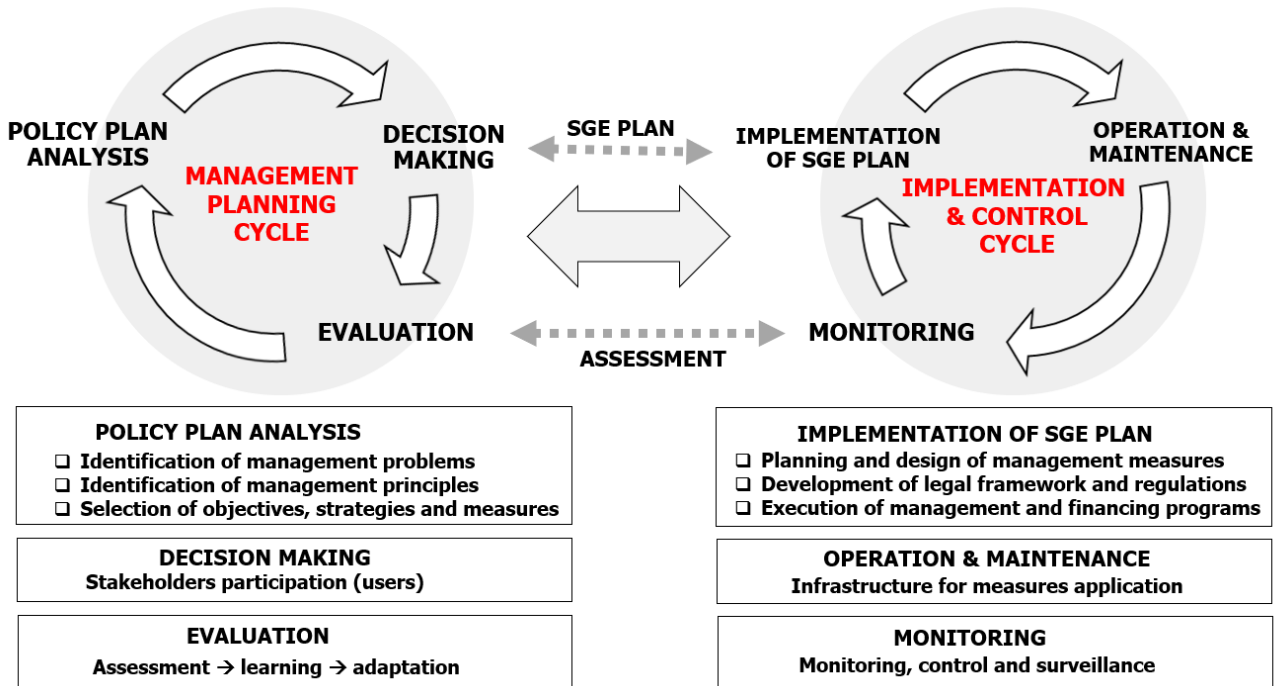 POLICY PLAN
ANALYSIS
MANAGEMENT
PLANNING
CYCLE
DECISION
MAKING
EVALUATION
SGE PLAN
ASSESSMENT
IMPLEMENTATION
OF SGE PLAN
OPERATION &
MAINTENANCE
IMPLEMENTATION
& CONTROL
CYCLE
MONITORING
POLICY PLAN ANALYSIS
❑ Identification of management problems
❑ Identification of management principles
❑ Selection of objectives, strategies and measures
DECISION MAKING
Stakeholders participation (users)
EVALUATION
Assessment → learning → adaptation
IMPLEMENTATION OF SGE PLAN
❑ Planning and design of management measures
❑ Development of legal framework and regulations
❑ Execution of management and financing programs
OPERATION & MAINTENANCE
Infrastructure for measures application
MONITORING
Monitoring, control and surveillance